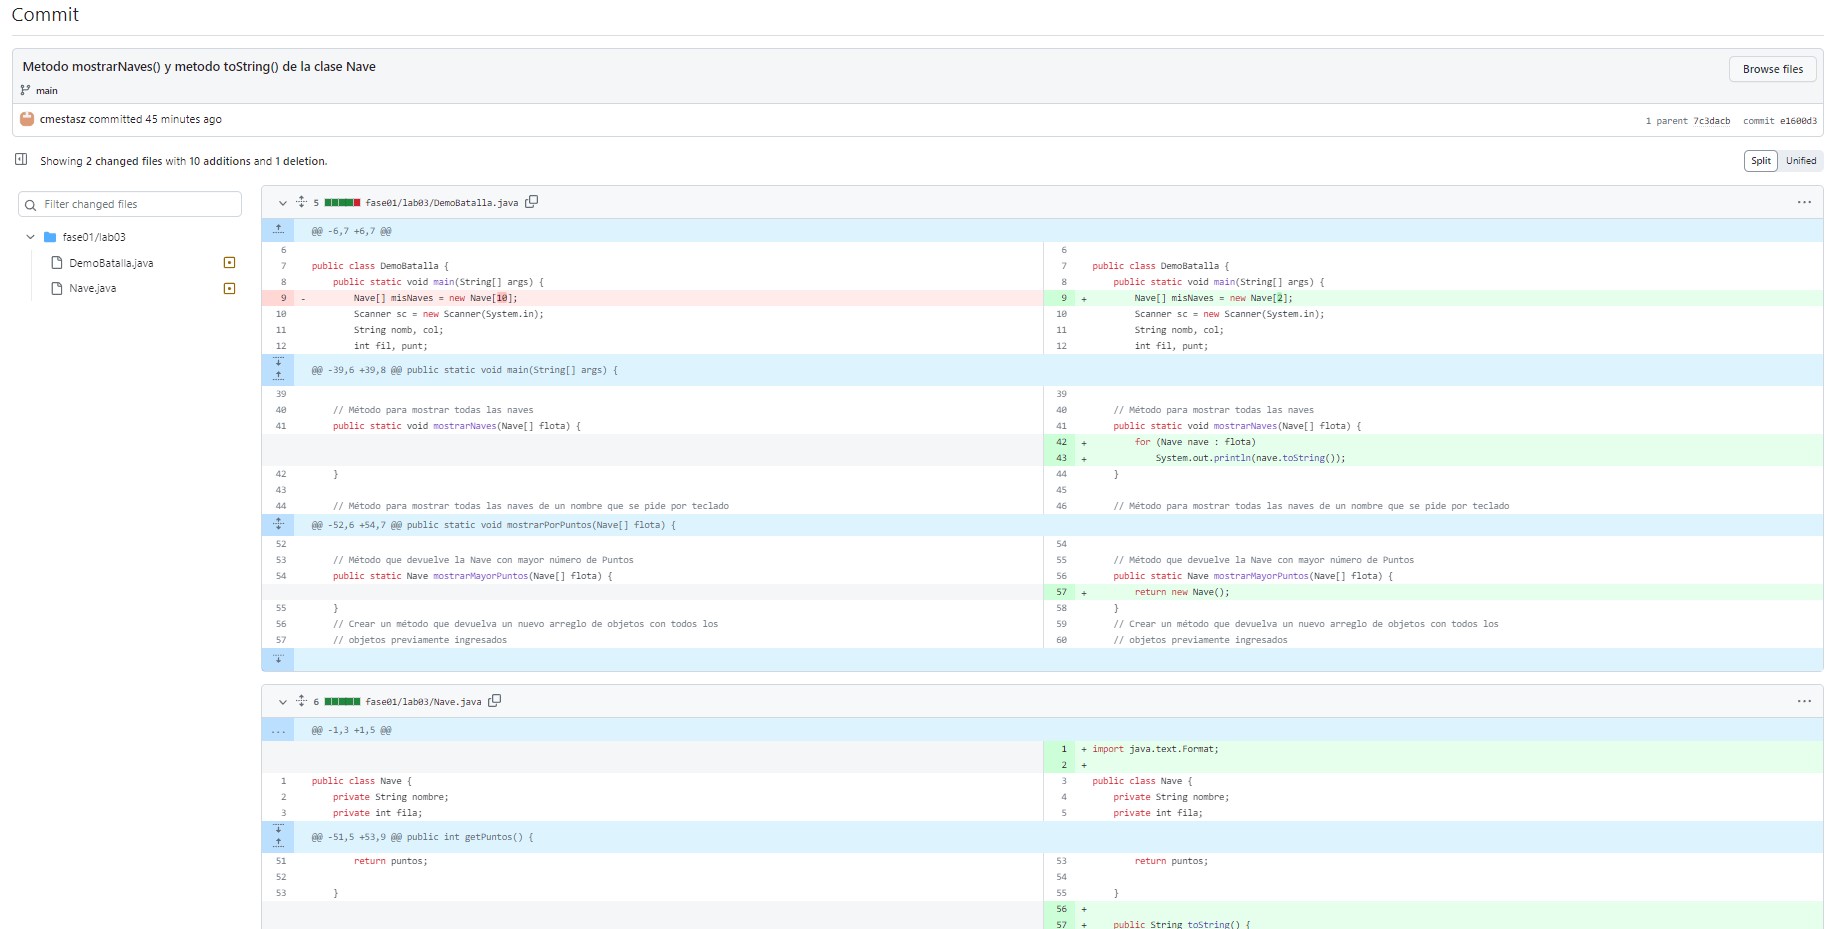 Commit
Metodo mostrarNaves() y metodo toString() de la clase Nave
Browse files
main
cmestasz committed 45 minutes ago
1 parent 7c3dacb commit e1600d3
Showing 2 changed files with 10 additions and 1 deletion.
Split Unified
Filter changed files
fase01/lab03
DemoBatalla.java
Nave.java
5 fase01/lab03/DemoBatalla.java
@@ -6,7 +6,7 @@
6 6
7 public class DemoBatalla { 7 public class DemoBatalla {
8 public static void main(String[] args) { 8 public static void main(String[] args) {
9 - Nave[] misNaves = new Nave[10]; 9 + Nave[] misNaves = new Nave[2];
10 Scanner sc = new Scanner(System.in); 10 Scanner sc = new Scanner(System.in);
11 String nomb, col; 11 String nomb, col;
12 int fil, punt; 12 int fil, punt;
@@ -39,6 +39,8 @@ public static void main(String[] args) {
39 39
40 // Método para mostrar todas las naves 40 // Método para mostrar todas las naves
41 public static void mostrarNaves(Nave[] flota) { 41 public static void mostrarNaves(Nave[] flota) {
42 + for (Nave nave : flota)
43 + System.out.println(nave.toString());
42 } 44 }
43 45
44 // Método para mostrar todas las naves de un nombre que se pide por teclado 46 // Método para mostrar todas las naves de un nombre que se pide por teclado
@@ -52,6 +54,7 @@ public static void mostrarPorPuntos(Nave[] flota) {
52 54
53 // Método que devuelve la Nave con mayor número de Puntos 55 // Método que devuelve la Nave con mayor número de Puntos
54 public static Nave mostrarMayorPuntos(Nave[] flota) { 56 public static Nave mostrarMayorPuntos(Nave[] flota) {
57 + return new Nave();
55 } 58 }
56 // Crear un método que devuelva un nuevo arreglo de objetos con todos los 59 // Crear un método que devuelva un nuevo arreglo de objetos con todos los
57 // objetos previamente ingresados 60 // objetos previamente ingresados
6 fase01/lab03/Nave.java
@@ -1,3 +1,5 @@
1 + import java.text.Format;
2 +
1 public class Nave { 3 public class Nave {
2 private String nombre; 4 private String nombre;
3 private int fila; 5 private int fila;
@@ -51,5 +53,9 @@ public int getPuntos() {
51 return puntos; 53 return puntos;
52 54
53 } 55 }
56 +
57 + public String toString() {